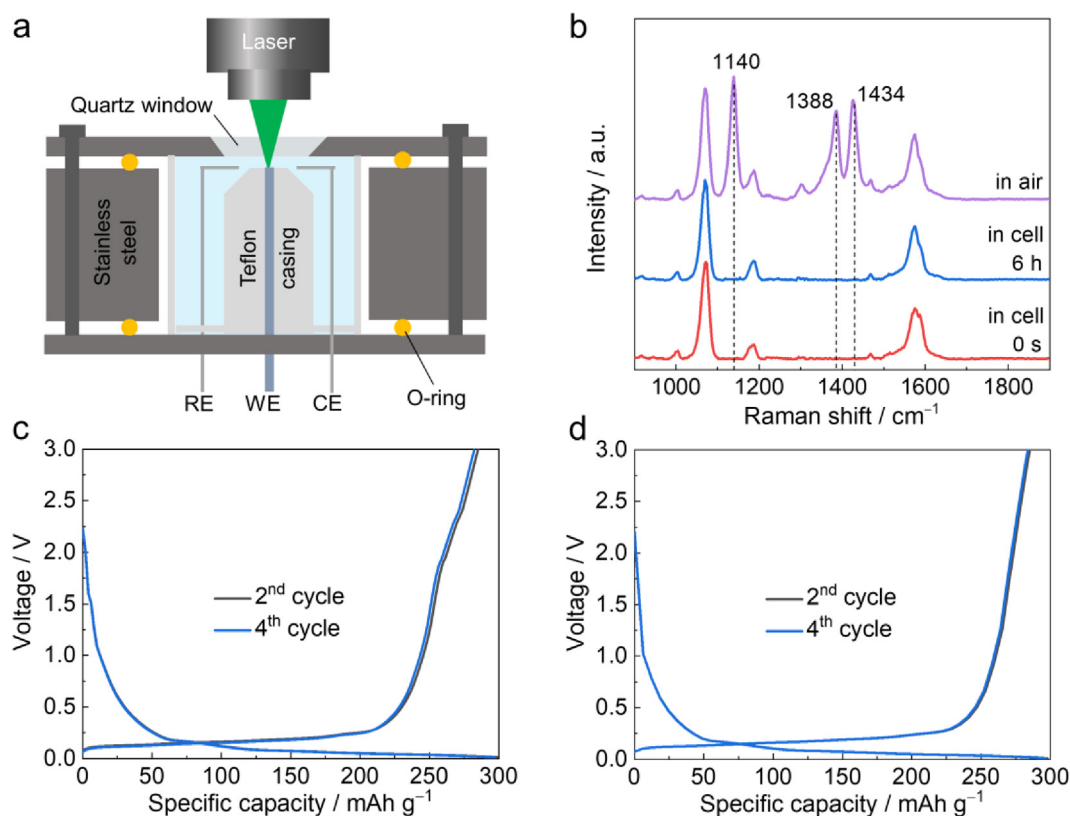 a
Laser
Quartz window
Stainless
steel
Teflon
casing
RE
WE
CE
O-ring
b
1140
1388
1434
in air
in cell
6 h
in cell
0 s
Intensity / a.u.
1000
1200
1400
1600
1800
Raman shift / cm⁻¹
c
3.0
2.5
2.0
1.5
1.0
0.5
0.0
Voltage / V
2ⁿᵈ cycle
4ᵗʰ cycle
0
50
100
150
200
250
300
Specific capacity / mAh g⁻¹
d
3.0
2.5
2.0
1.5
1.0
0.5
0.0
Voltage / V
2ⁿᵈ cycle
4ᵗʰ cycle
0
50
100
150
200
250
300
Specific capacity / mAh g⁻¹